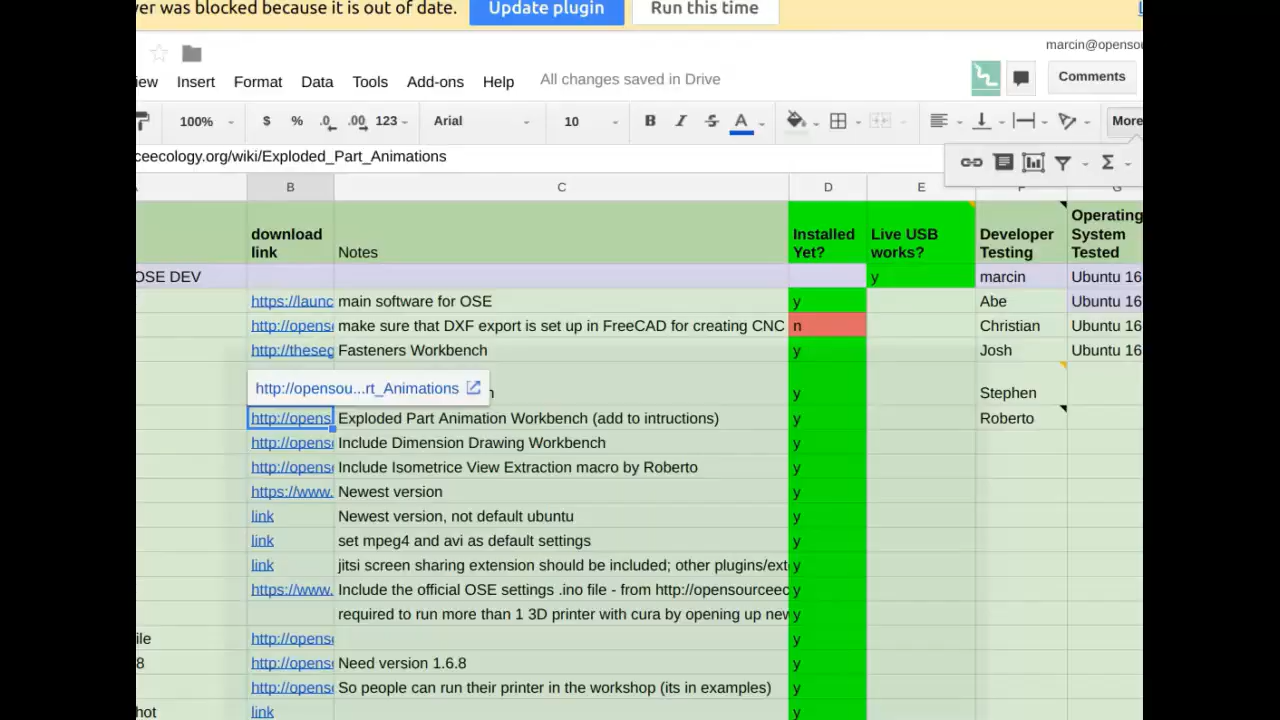 ver was blocked because it is out of date. Update plugin Run this time
marcin@opensou
iew Insert Format Data Tools Add-ons Help All changes saved in Drive Comments
100% $ % .0 .00 123 Arial 10 B I S A More
ceecology.org/wiki/Exploded_Part_Animations
B C D E F G
download link Notes Installed Yet? Live USB works? Developer Testing Operating System Tested
OSE DEV y marcin Ubuntu 16
https://launc main software for OSE y Abe Ubuntu 16
http://opens make sure that DXF export is set up in FreeCAD for creating CNC n Christian Ubuntu 16
http://theseg Fasteners Workbench y Josh Ubuntu 16
http://opensou...rt_Animations
n y Stephen
http://opens Exploded Part Animation Workbench (add to intructions) y Roberto
http://opens Include Dimension Drawing Workbench y
http://opens Include Isometrice View Extraction macro by Roberto y
https://www. Newest version y
link Newest version, not default ubuntu y
link set mpeg4 and avi as default settings y
link jitsi screen sharing extension should be included; other plugins/ext y
https://www. Include the official OSE settings .ino file - from http://opensourceec y
required to run more than 1 3D printer with cura by opening up new y
ile http://opens y
8 http://opens Need version 1.6.8 y
http://opens So people can run their printer in the workshop (its in examples) y
hot link y